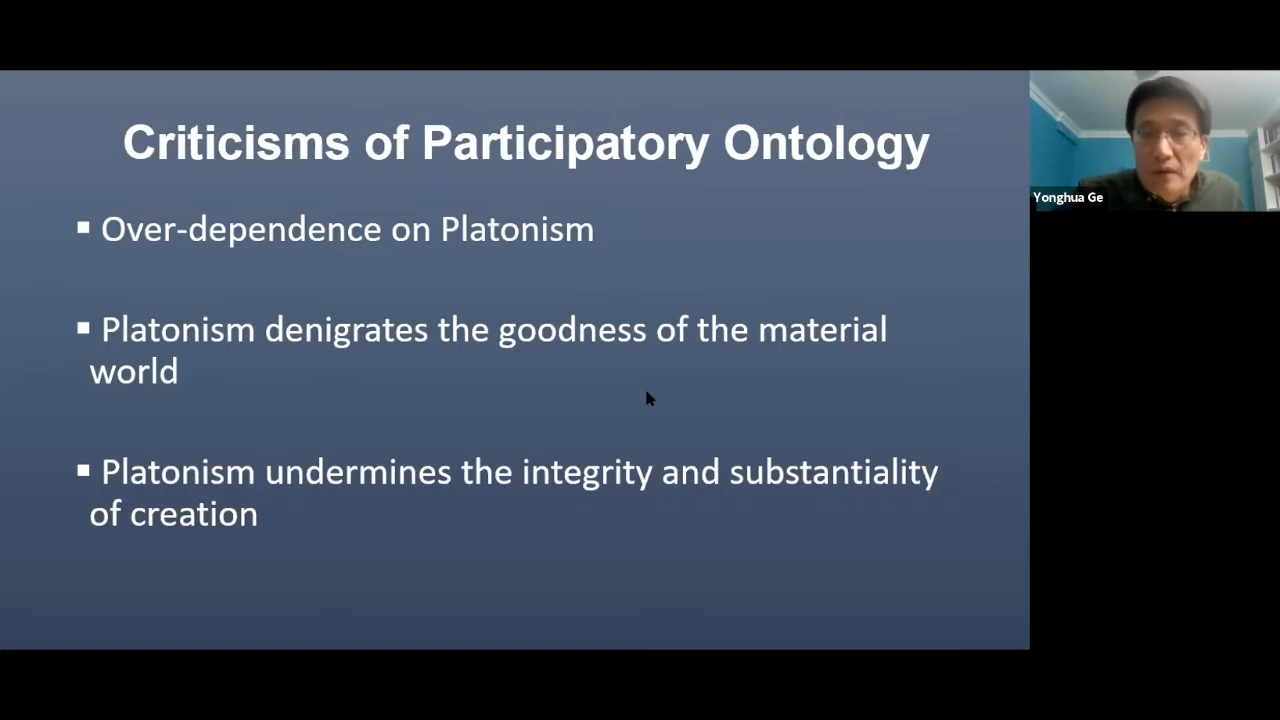 Criticisms of Participatory Ontology
▪ Over-dependence on Platonism
▪ Platonism denigrates the goodness of the material
world
▪ Platonism undermines the integrity and substantiality
of creation
Yonghua Ge